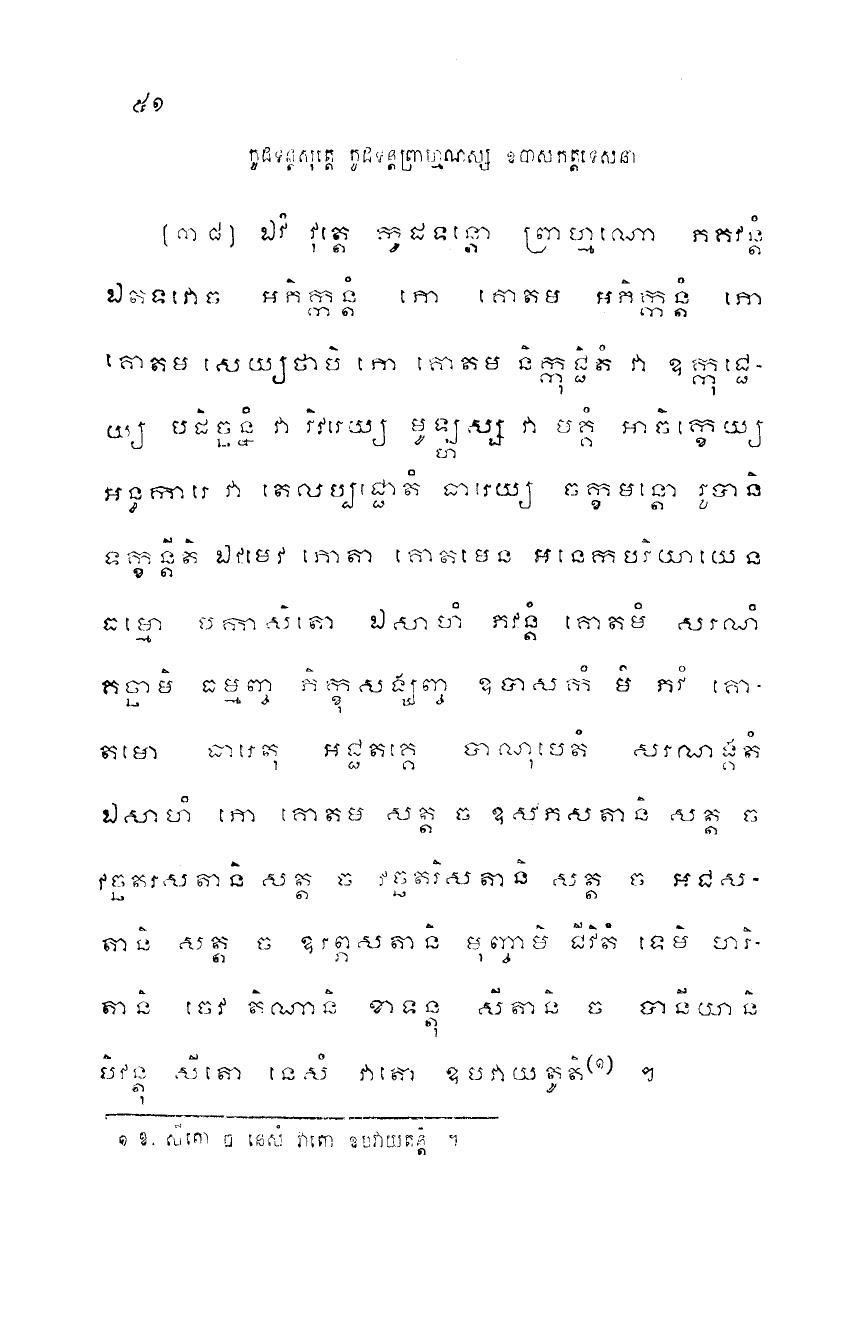 ៥១
កូដទន្តសុត្តេ កូដទន្តព្រាហ្មណស្ស ឧបាសកត្តទេសនា
[៣៨] ឯវំ វុត្តេ កូដទន្តោ ព្រាហ្មណោ ភគវន្តំ
ឯតទវោច អភិក្កន្តំ ភោ គោតម អភិក្កន្តំ ភោ
គោតម សេយ្យថាបិ ភោ គោតម និក្កុជ្ជិតំ វា ឧក្កុជ្ជេ-
យ្យ បដិច្ឆន្នំ វា វិវរេយ្យ មូឡ្ហស្ស វា មគ្គំ អាចិក្ខេយ្យ
អន្ធការេ វា តេលប្បជ្ជោតំ ធារេយ្យ ចក្ខុមន្តោ រូបានិ
ទក្ខន្តីតិ ឯវមេវ ភោតា គោតមេន អនេកបរិយាយេន
ធម្មោ បកាសិតោ ឯសាហំ ភវន្តំ គោតមំ សរណំ
គច្ឆាមិ ធម្មញ្ច ភិក្ខុសង្ឃញ្ច ឧបាសកំ មំ ភវំ គោ-
តមោ ធារេតុ អជ្ជតគ្គេ បាណុបេតំ សរណង្គតំ
ឯសាហំ ភោ គោតម សត្ត ច ឧសភសតានិ សត្ត ច
វច្ឆតរសតានិ សត្ត ច វច្ឆតរិសតានិ សត្ត ច អជស-
តានិ សត្ត ច ឧរព្ភសតានិ មុញ្ចាមិ ជីវិតំ ទេមិ ហរិ-
តានិ ចេវ តិណានិ ខាទន្តុ សីតានិ ច បានីយានិ
បិវន្តុ សីតោ នេសំ វាតោ ឧបវាយតូតិ(១) ។
១ ឱ. សីតោ ច នេសំ វាតោ ឧបវាយតន្តិ ។